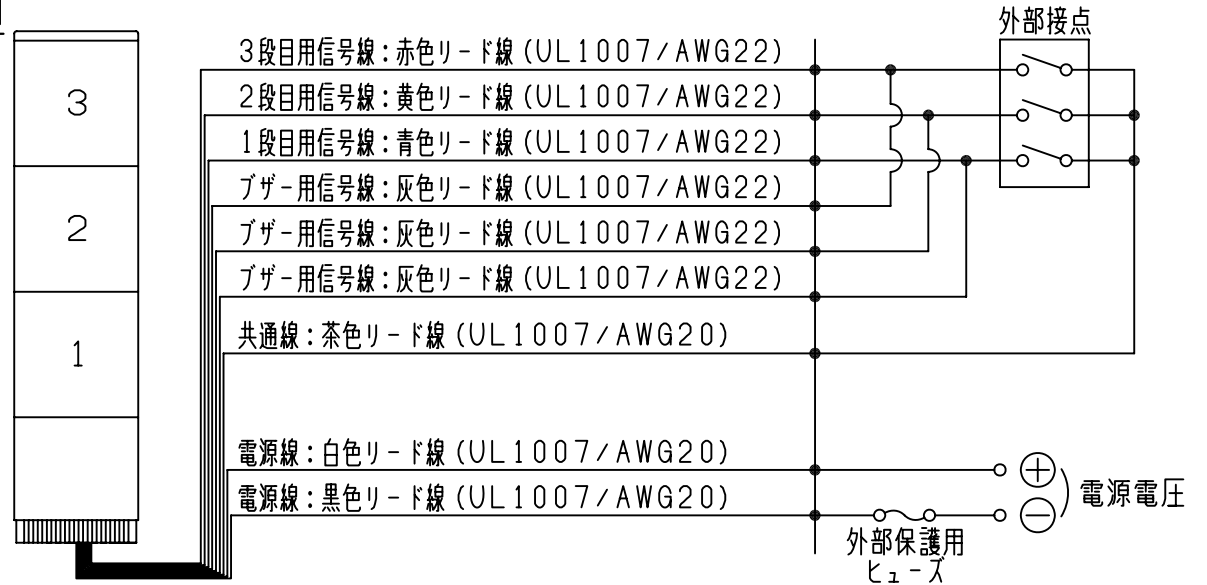 外部接点
3段目用信号線：赤色リード線（UL1007/AWG22）
3
2段目用信号線：黄色リード線（UL1007/AWG22）
1段目用信号線：青色リード線（UL1007/AWG22）
ブザー用信号線：灰色リード線（UL1007/AWG22）
2
ブザー用信号線：灰色リード線（UL1007/AWG22）
ブザー用信号線：灰色リード線（UL1007/AWG22）
共通線：茶色リード線（UL1007/AWG20）
1
電源線：白色リード線（UL1007/AWG20）
+
電源線：黒色リード線（UL1007/AWG20）
電源電圧
−
外部保護用
ヒューズ